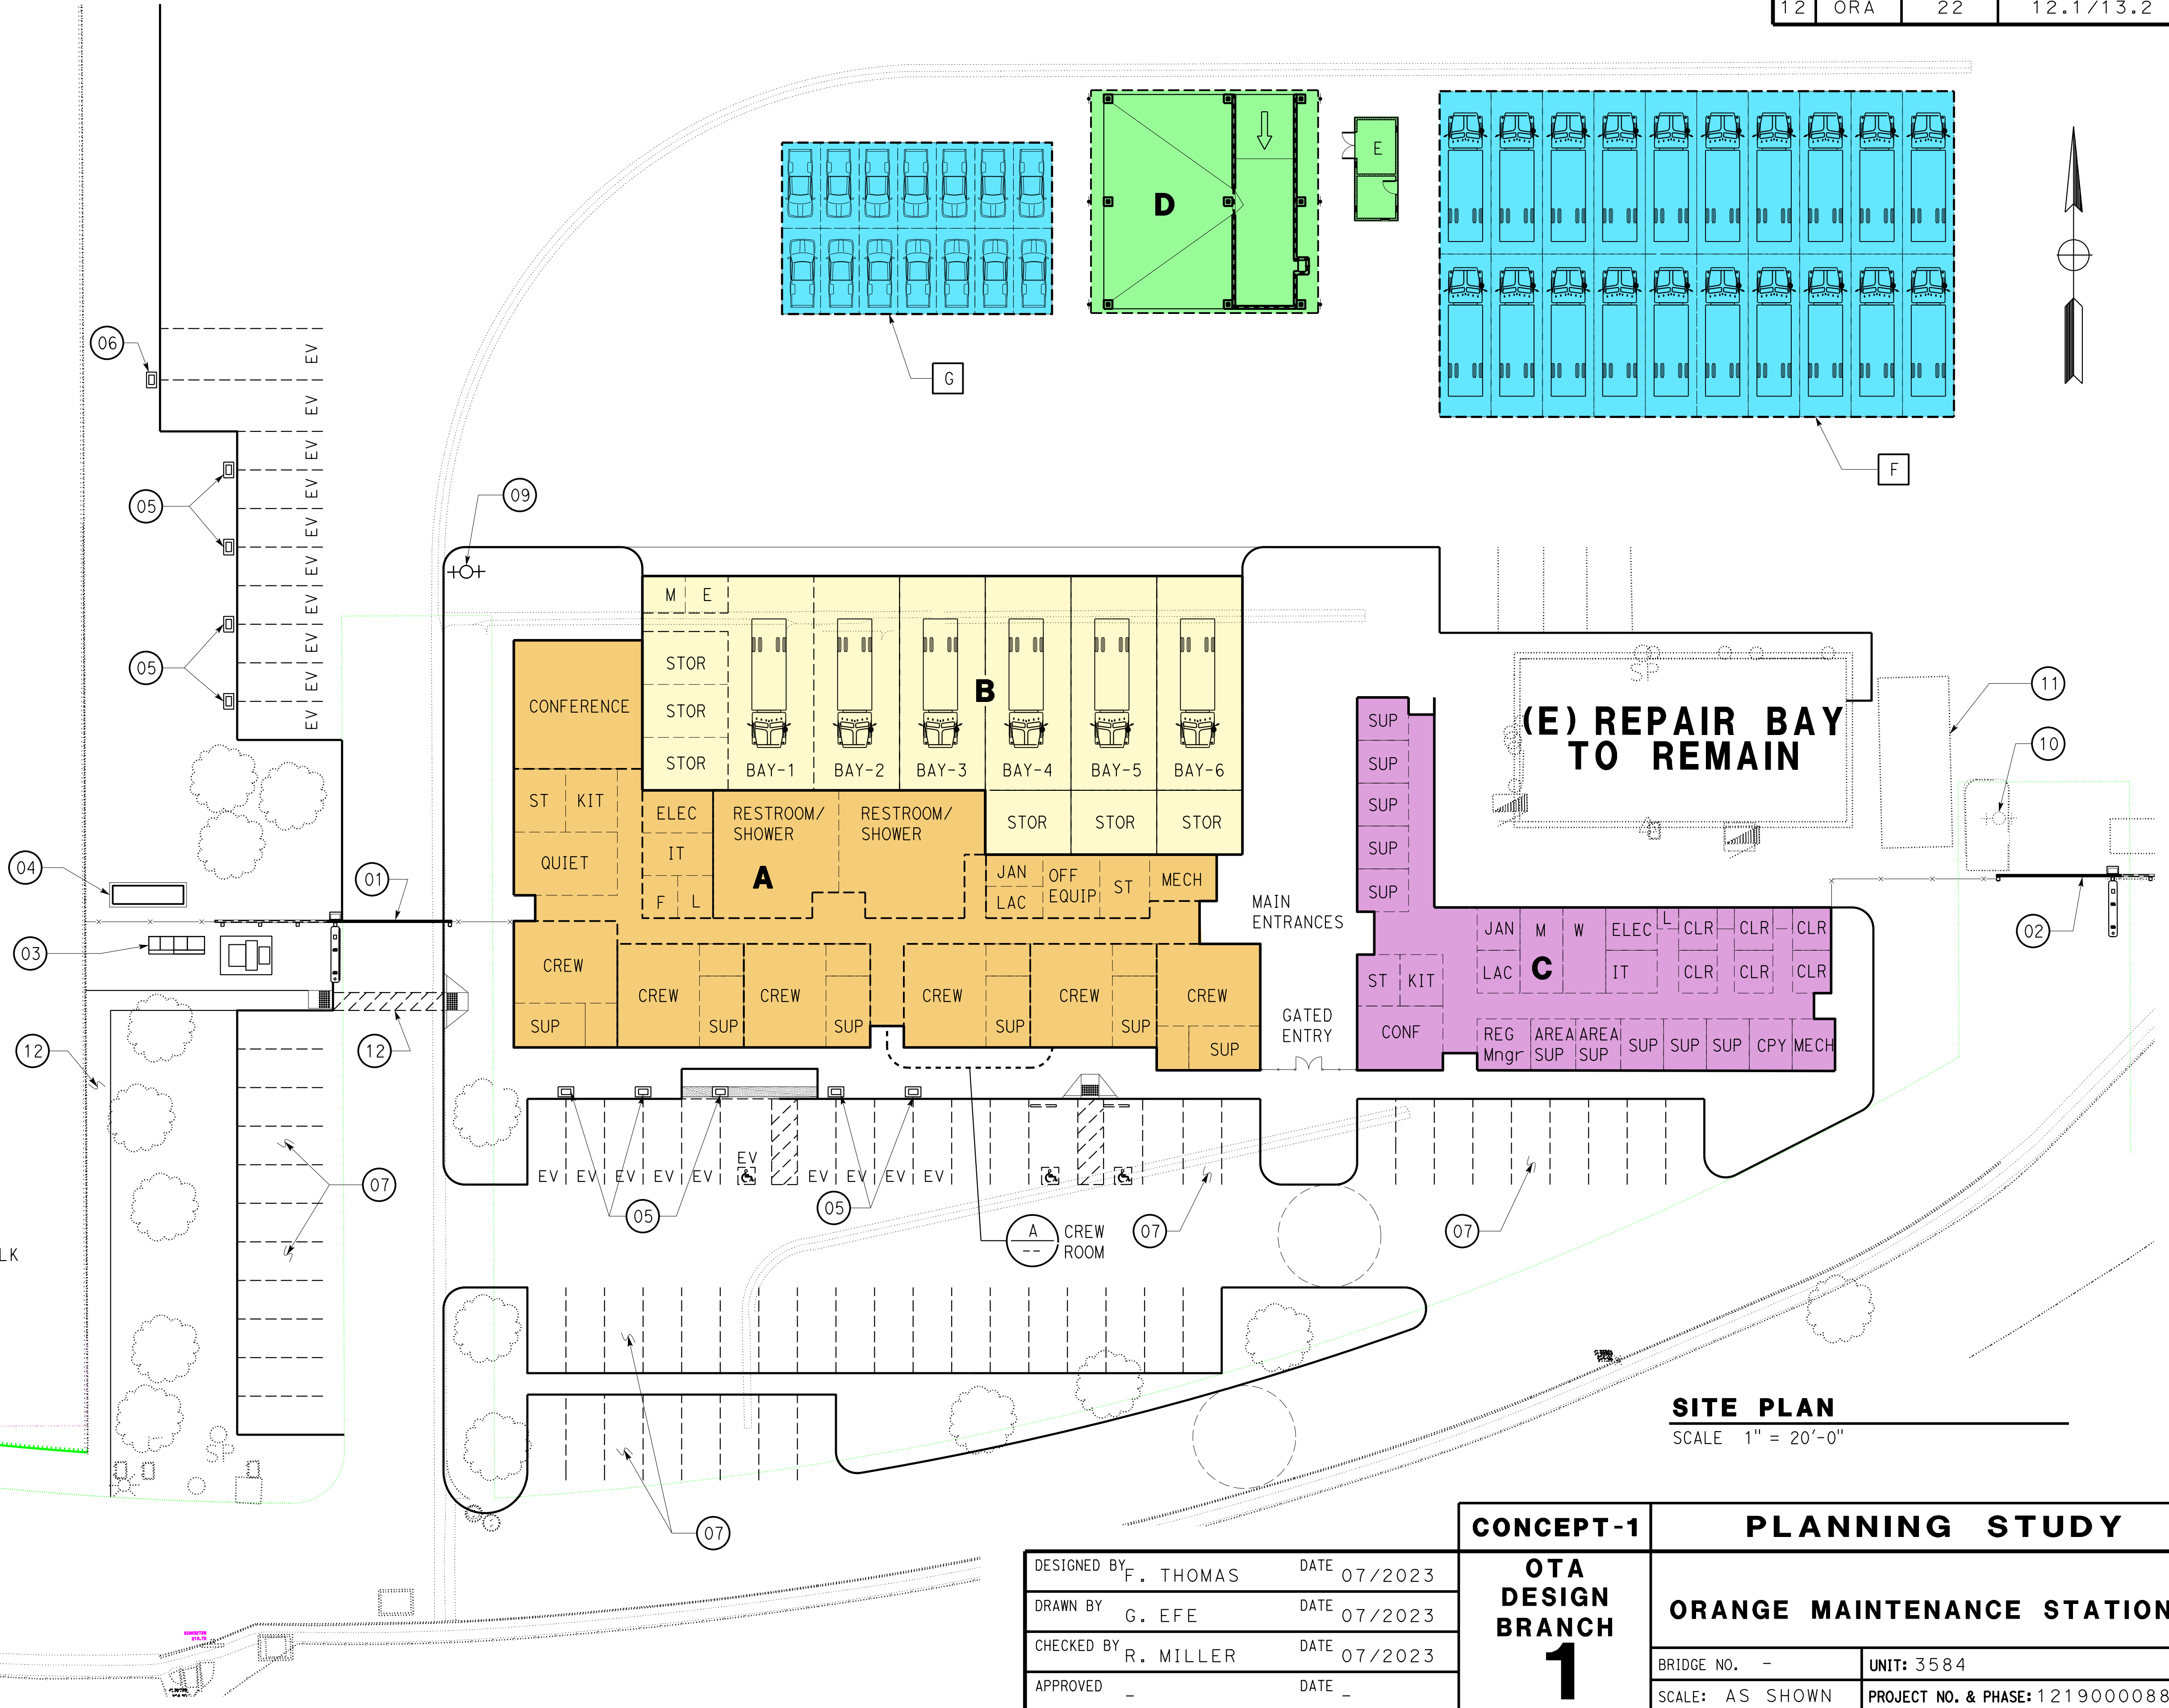 12 ORA 22 12.1/13.2
E
D
06
EV
EV
G
EV
05
EV
F
EV
09
EV
EV
M E
05
EV
EV
EV
STOR
SP
CONFERENCE
STOR
B
(E) REPAIR BAY
TO REMAIN
11
SUP
10
STOR
BAY-1 BAY-2 BAY-3 BAY-4 BAY-5 BAY-6
SUP
ST KIT
ELEC
RESTROOM/
SHOWER
RESTROOM/
SHOWER
STOR STOR STOR
SUP
QUIET
IT
SUP
04
01
A
JAN
LAC
OFF
EQUIP
ST
MECH
SUP
F L
MAIN
ENTRANCES
02
03
CREW
JAN M W ELEC L CLR CLR CLR
LAC C IT CLR CLR CLR
ST KIT
CREW CREW CREW CREW CREW
SUP
SUP SUP SUP SUP SUP
GATED
ENTRY
CONF
REG
Mngr
AREA
SUP
AREA
SUP
SUP SUP SUP CPY MECH
12
12
07
EV EV EV EV EV EV EV EV EV EV
05
05
A
--
CREW
ROOM
07
07
LK
SP
07
SITE PLAN
SCALE 1" = 20'-0"
CONCEPT-1
PLANNING STUDY
DESIGNED BY F. THOMAS DATE 07/2023
DRAWN BY G. EFE DATE 07/2023
CHECKED BY R. MILLER DATE 07/2023
APPROVED - DATE -
OTA
DESIGN
BRANCH
1
ORANGE MAINTENANCE STATION
BRIDGE NO. - UNIT: 3584
SCALE: AS SHOWN PROJECT NO. & PHASE: 1219000088